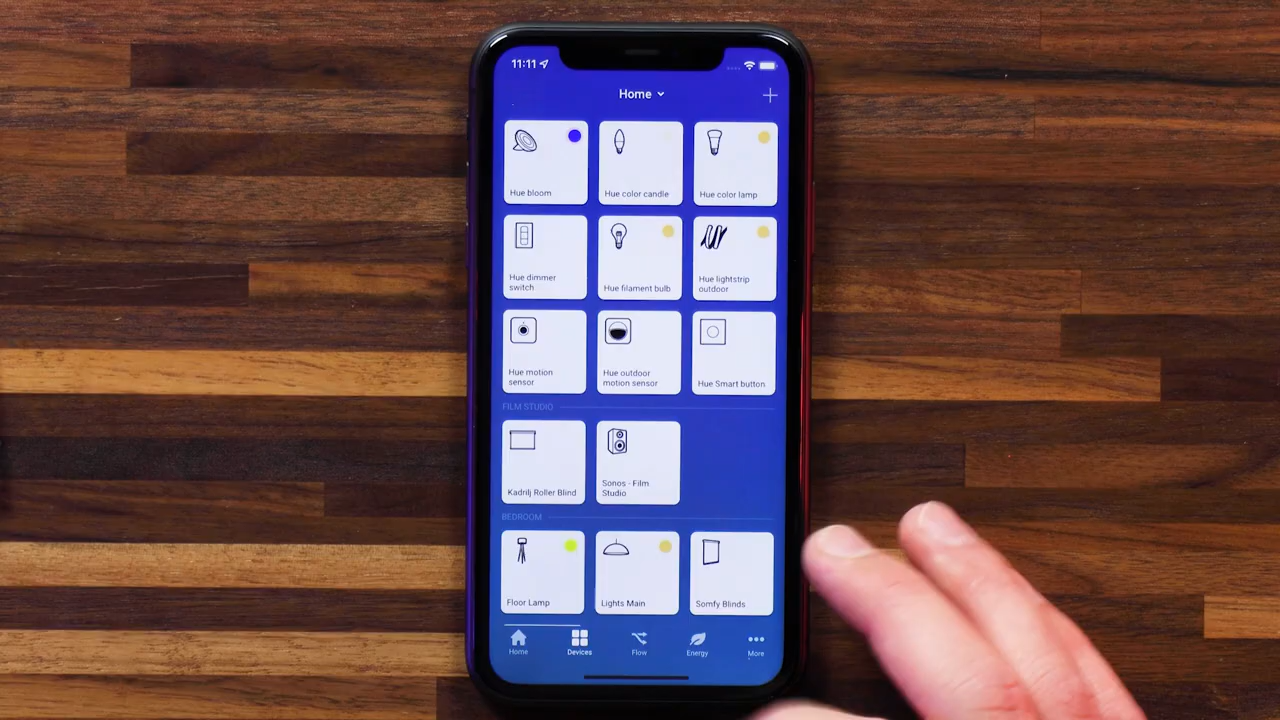 11:11
Home
Hue bloom
Hue color candle
Hue color lamp
Hue dimmer
switch
Hue filament bulb
Hue lightstrip
outdoor
Hue motion
sensor
Hue outdoor
motion sensor
Hue Smart button
FILM STUDIO
Kadrilj Roller Blind
Sonos - Film
Studio
BEDROOM
Floor Lamp
Lights Main
Somfy Blinds
Home
Devices
Flow
Energy
More